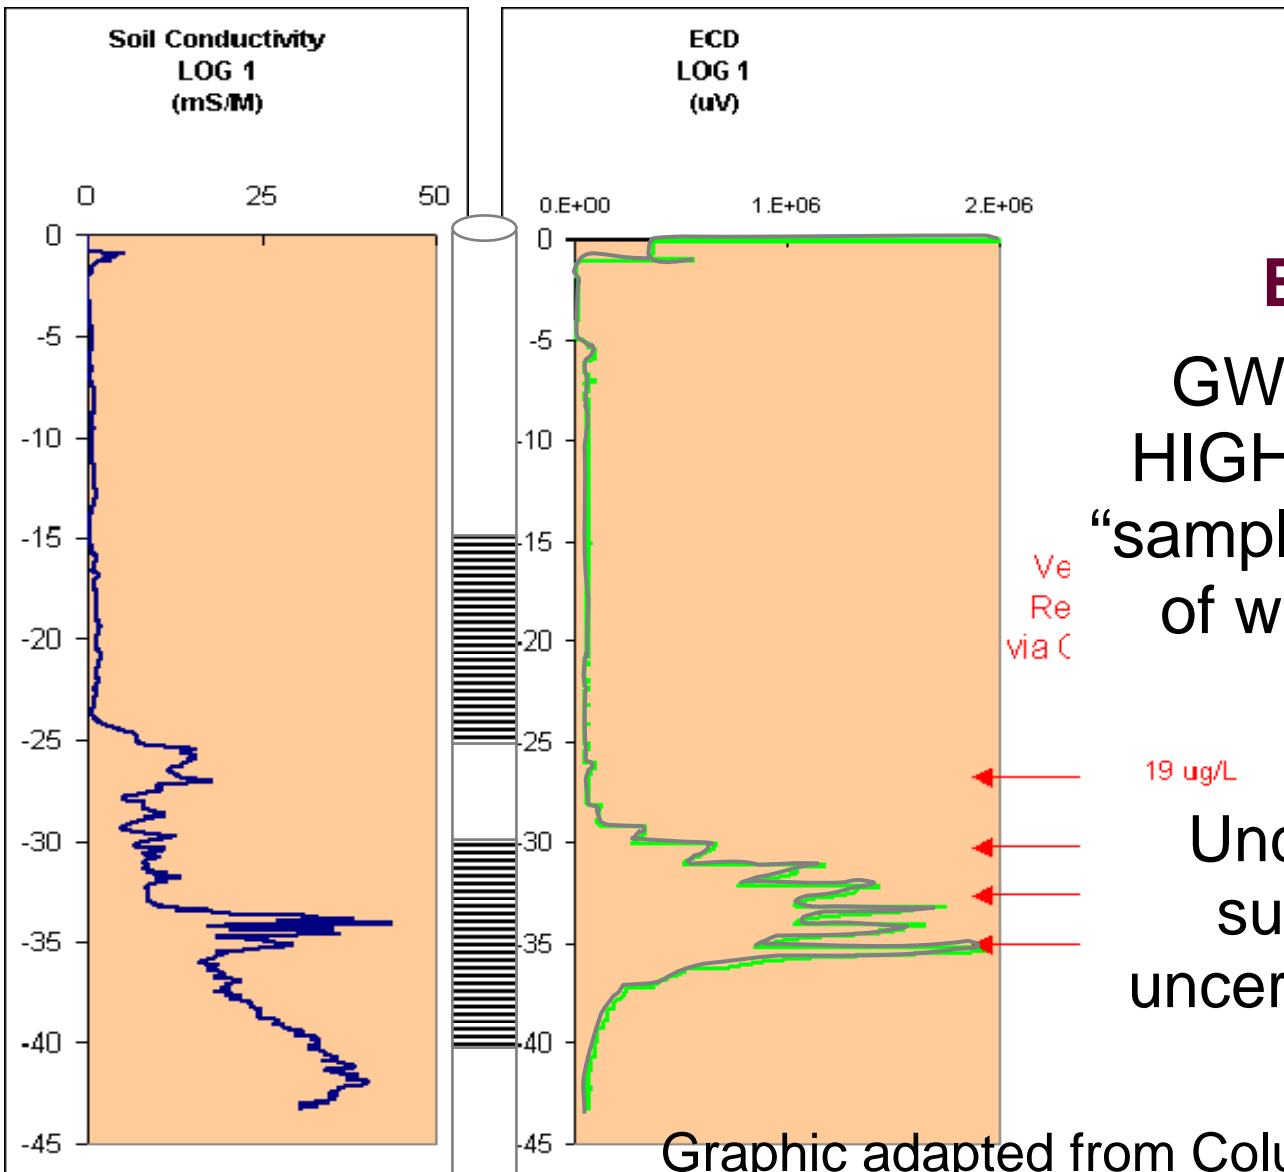 Soil Conductivity
LOG 1
(mS/M)
0 25 50
0
-5
-10
-15
-20
-25
-30
-35
-40
-45
ECD
LOG 1
(uV)
0.E+00 1.E+06 2.E+06
0
-5
-10
-15
-20
-25
-30
-35
-40
-45
GW
HIGH
“sampl
of w
Ve
Re
via
19 ug/L
Unc
su
uncer
Graphic adapted from Colu